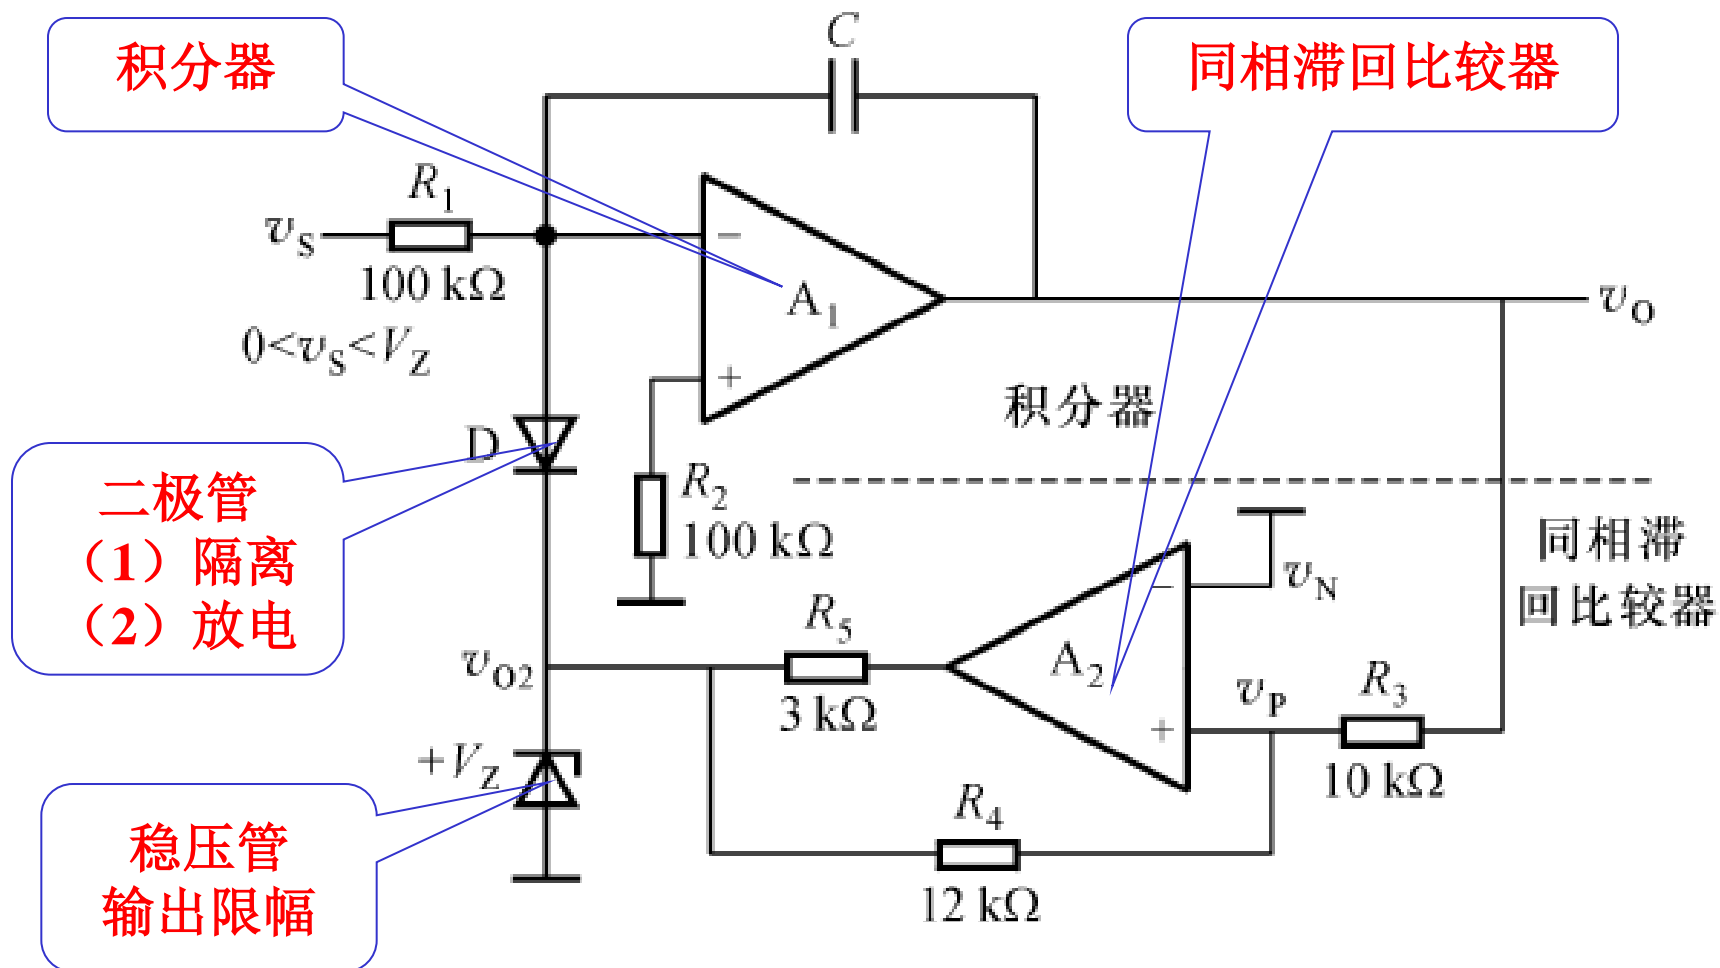 积分器
C
同相滞回比较器
R1
vS
100 kΩ
0<vS<VZ
−
A1
+
vO
积分器
D
二极管
（1）隔离
（2）放电
R2
100 kΩ
同相滞
回比较器
−
vN
R5
vO2
3 kΩ
A2
+
vP
R3
10 kΩ
+VZ
R4
12 kΩ
稳压管
输出限幅